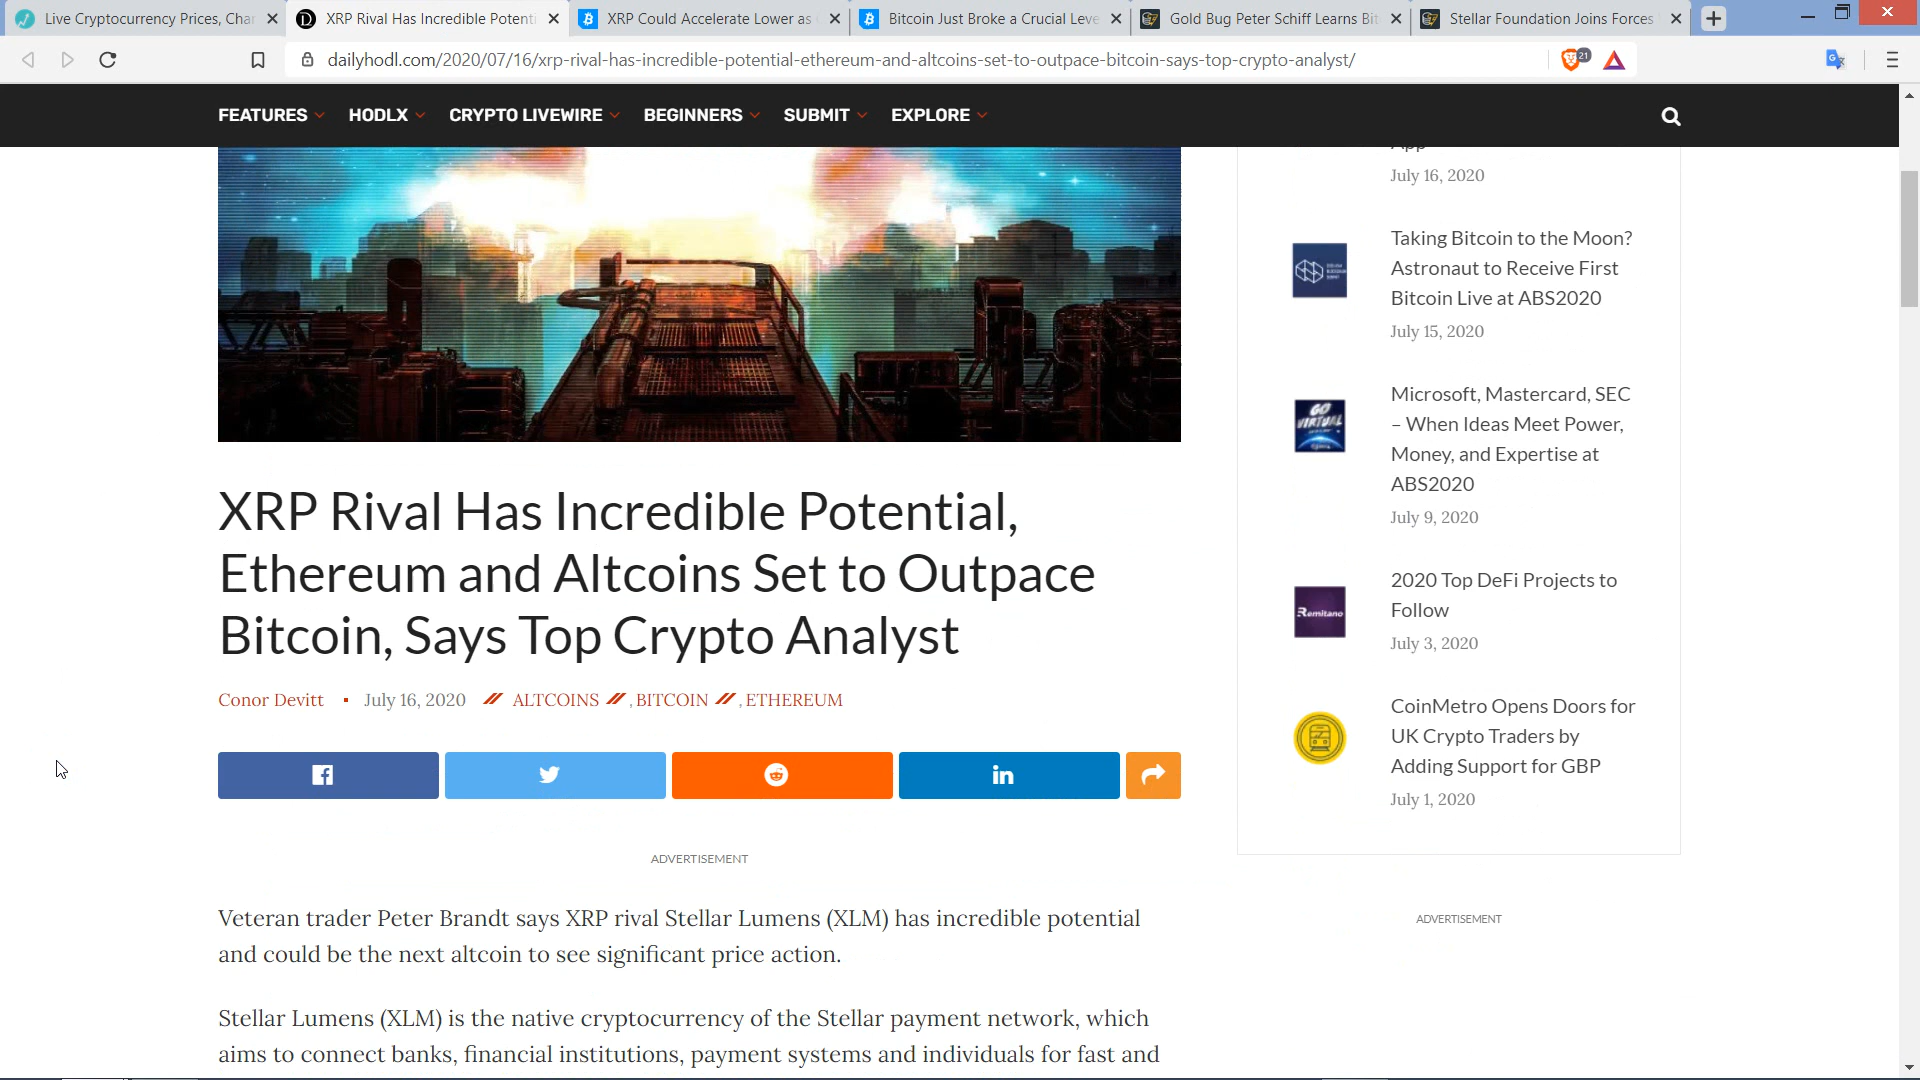 Live Cryptocurrency Prices, Char
XRP Rival Has Incredible Potenti
XRP Could Accelerate Lower as
Bitcoin Just Broke a Crucial Leve
Gold Bug Peter Schiff Learns Bit
Stellar Foundation Joins Forces
dailyhodl.com/2020/07/16/xrp-rival-has-incredible-potential-ethereum-and-altcoins-set-to-outpace-bitcoin-says-top-crypto-analyst/
21
FEATURES HODLX CRYPTO LIVEWIRE BEGINNERS SUBMIT EXPLORE
App
July 16, 2020
Taking Bitcoin to the Moon?
Astronaut to Receive First
Bitcoin Live at ABS2020
July 15, 2020
GO
VIRTUAL
Microsoft, Mastercard, SEC
– When Ideas Meet Power,
Money, and Expertise at
ABS2020
July 9, 2020
Remitano
2020 Top DeFi Projects to
Follow
July 3, 2020
CoinMetro Opens Doors for
UK Crypto Traders by
Adding Support for GBP
July 1, 2020
ADVERTISEMENT
XRP Rival Has Incredible Potential,
Ethereum and Altcoins Set to Outpace
Bitcoin, Says Top Crypto Analyst
Conor Devitt ▪ July 16, 2020 // ALTCOINS // , BITCOIN // , ETHEREUM
ADVERTISEMENT
Veteran trader Peter Brandt says XRP rival Stellar Lumens (XLM) has incredible potential
and could be the next altcoin to see significant price action.
Stellar Lumens (XLM) is the native cryptocurrency of the Stellar payment network, which
aims to connect banks, financial institutions, payment systems and individuals for fast and